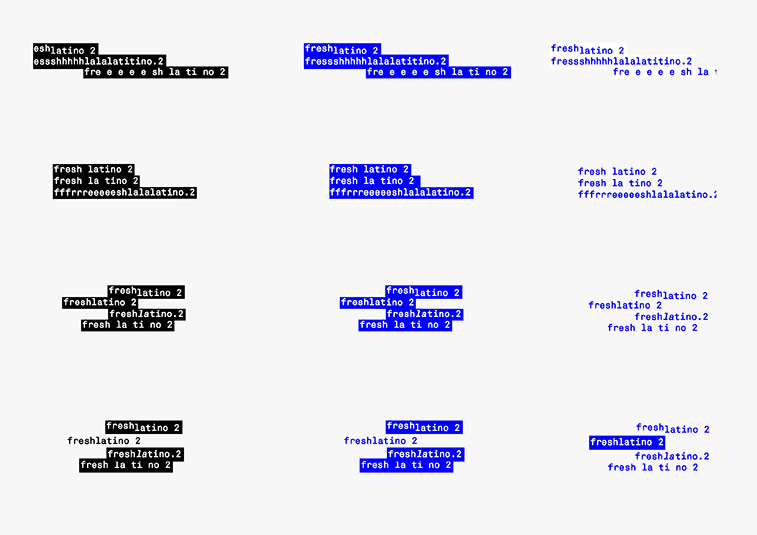 eshlatino 2
essshhhhhlalalatitino.2
fre e e e e sh la ti no 2
freshlatino 2
fressshhhhhlalalatitino.2
fre e e e e sh la ti no 2
freshlatino 2
fressshhhhhlalalatitino.2
fre e e e e sh la
fresh latino 2
fresh la tino 2
fffrrreeeeeshlalalatino.2
fresh latino 2
fresh la tino 2
fffrrreeeeeshlalalatino.2
fresh latino 2
fresh la tino 2
fffrrreeeeeshlalalatino.2
freshlatino 2
freshlatino 2
freshlatino.2
fresh la ti no 2
freshlatino 2
freshlatino 2
freshlatino.2
fresh la ti no 2
freshlatino 2
freshlatino 2
freshlatino.2
fresh la ti no 2
freshlatino 2
freshlatino 2
freshlatino.2
fresh la ti no 2
freshlatino 2
freshlatino 2
freshlatino.2
fresh la ti no 2
freshlatino 2
freshlatino 2
freshlatino.2
fresh la ti no 2